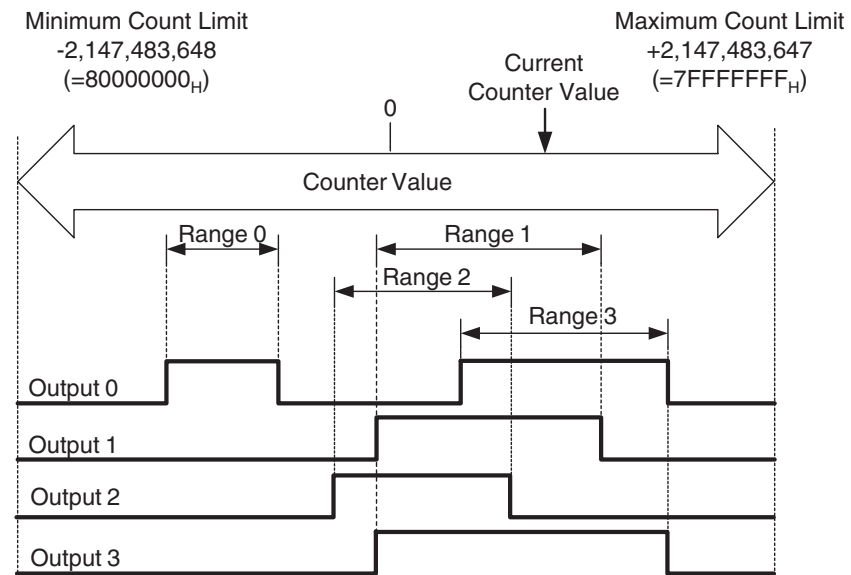 Minimum Count Limit
-2,147,483,648
(=80000000H)
Maximum Count Limit
+2,147,483,647
(=7FFFFFFFH)
Current
Counter Value
0
Counter Value
Range 0
Range 1
Range 2
Range 3
Output 0
Output 1
Output 2
Output 3